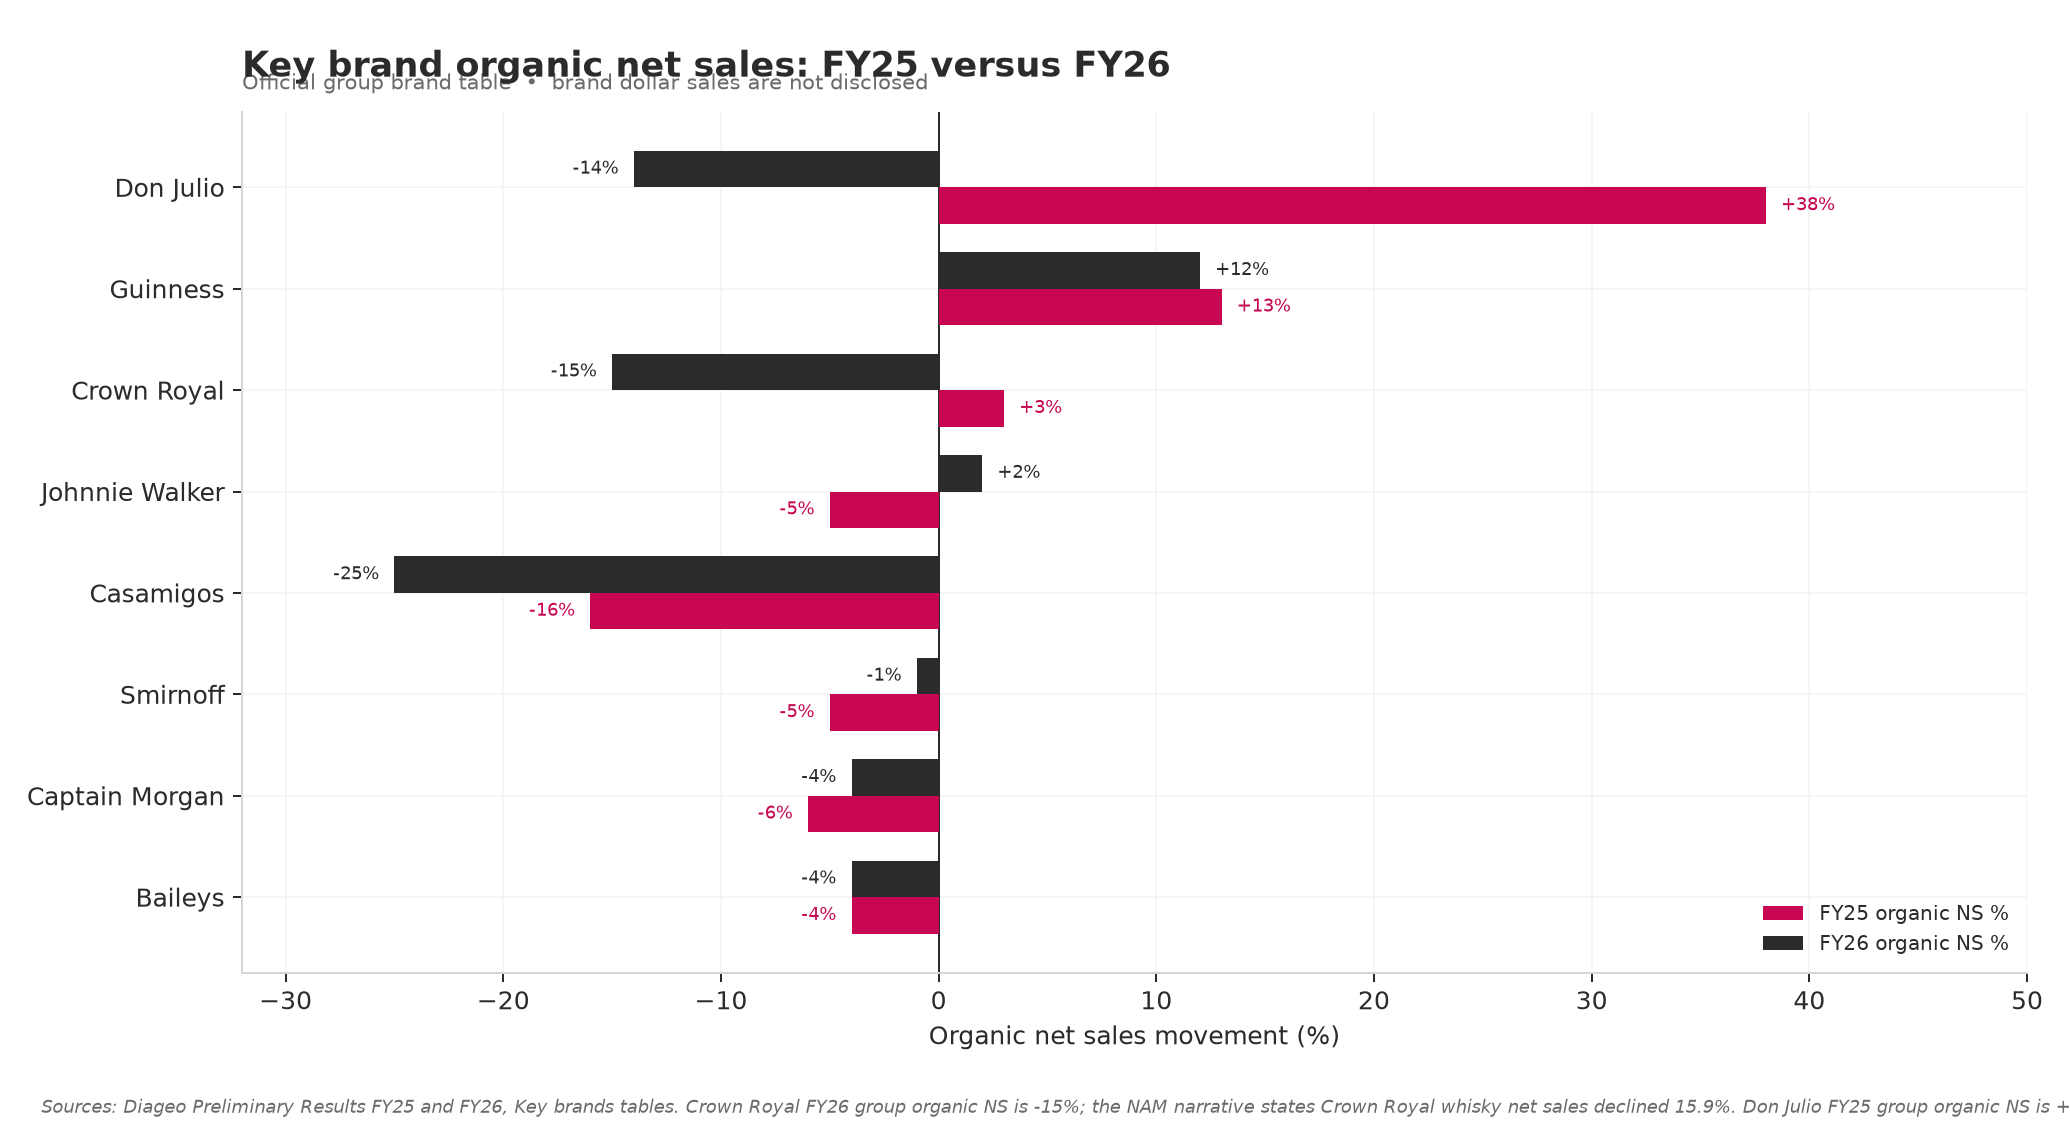 Key brand organic net sales: FY25 versus FY26
Official group brand table • brand dollar sales are not disclosed
Don Julio
-14%
+38%
Guinness
+12%
+13%
Crown Royal
-15%
+3%
Johnnie Walker
+2%
-5%
Casamigos
-25%
-16%
Smirnoff
-1%
-5%
Captain Morgan
-4%
-6%
Baileys
-4%
-4%
FY25 organic NS %
FY26 organic NS %
−30 −20 −10 0 10 20 30 40 50
Organic net sales movement (%)
Sources: Diageo Preliminary Results FY25 and FY26, Key brands tables. Crown Royal FY26 group organic NS is -15%; the NAM narrative states Crown Royal whisky net sales declined 15.9%. Don Julio FY25 group organic NS is +